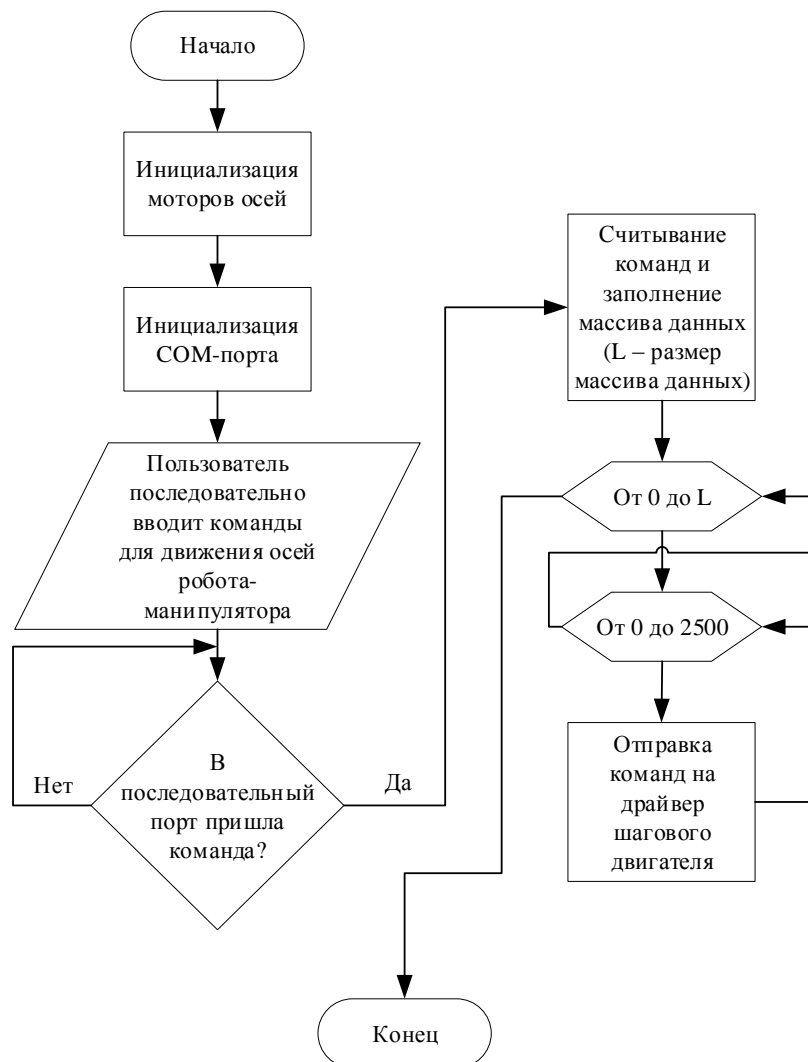 Начало
Инициализация
моторов осей
Инициализация
COM-порта
Пользователь
последовательно
вводит команды
для движения осей
робота-
манипулятора
В
последовательный
порт пришла
команда?
Нет
Да
Считывание
команд и
заполнение
массива данных
(L – размер
массива данных)
От 0 до L
От 0 до 2500
Отправка
команд на
драйвер
шагового
двигателя
Конец